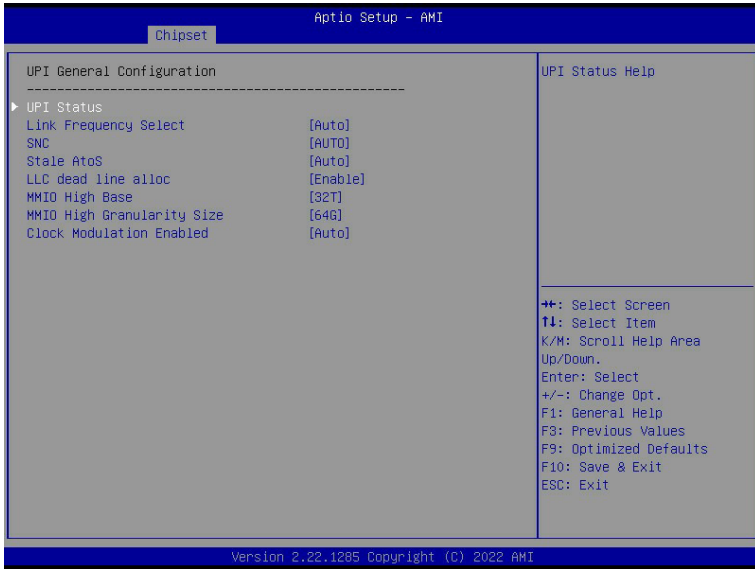 Aptio Setup – AMI
Chipset
UPI General Configuration
------------------------------------------------
UPI Status
Link Frequency Select [Auto]
SNC [AUTO]
Stale AtoS [Auto]
LLC dead line alloc [Enable]
MMIO High Base [32T]
MMIO High Granularity Size [64G]
Clock Modulation Enabled [Auto]
UPI Status Help
→←: Select Screen
↑↓: Select Item
K/M: Scroll Help Area
Up/Down.
Enter: Select
+/-: Change Opt.
F1: General Help
F3: Previous Values
F9: Optimized Defaults
F10: Save & Exit
ESC: Exit
Version 2.22.1285 Copyright (C) 2022 AMI